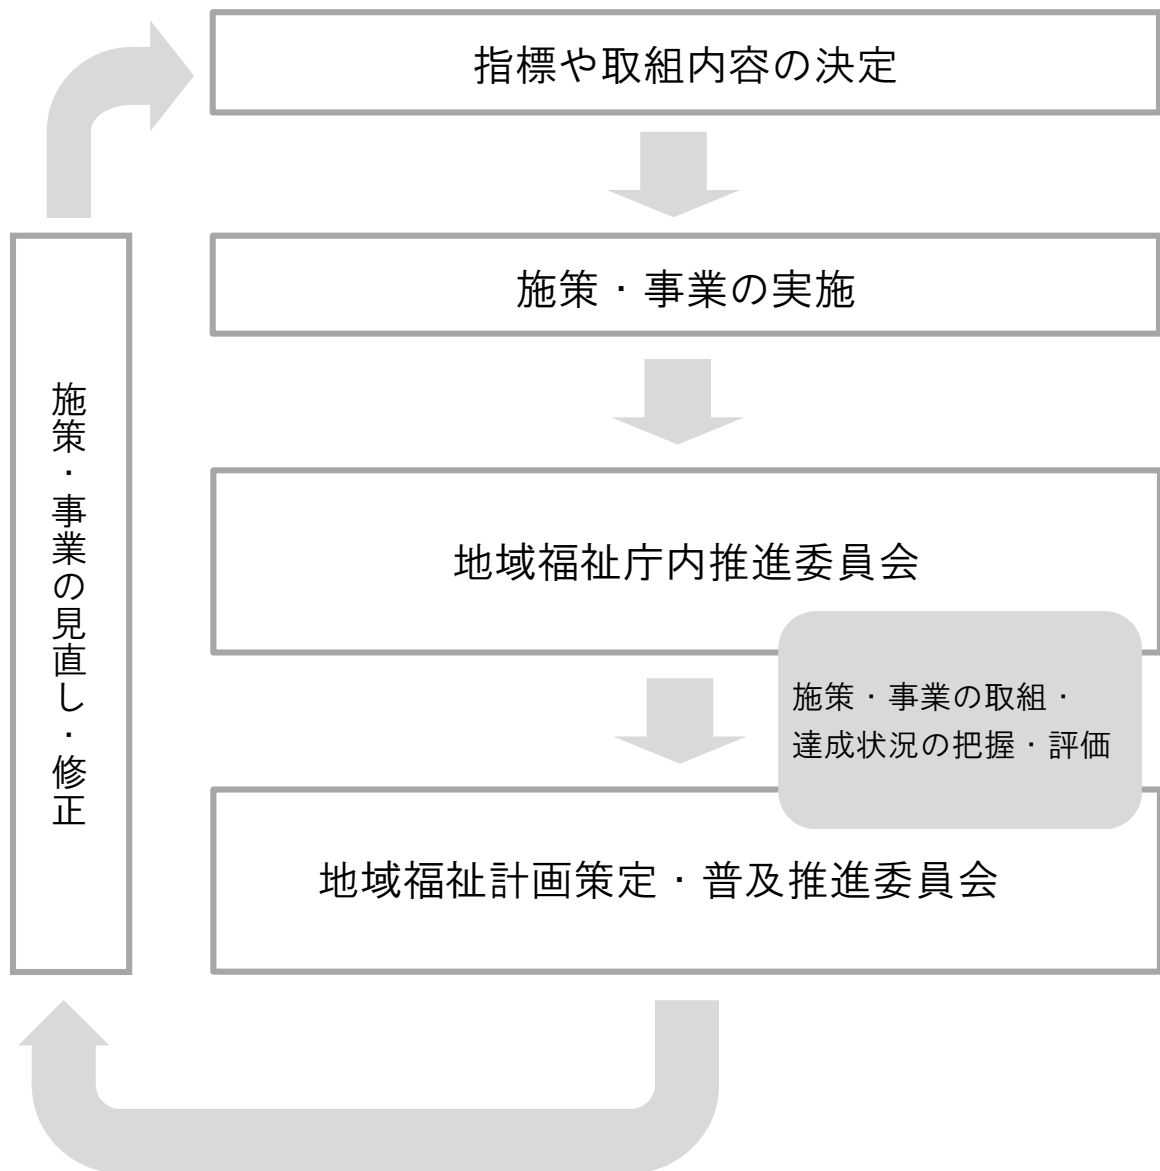 指標や取組内容の決定
施策・事業の実施
地域福祉庁内推進委員会
施策・事業の取組・
達成状況の把握・評価
地域福祉計画策定・普及推進委員会
施策・事業の見直し・修正